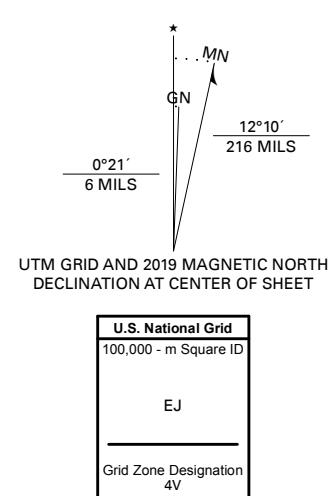 ★
MN
GN
12°10´
216 MILS
0°21´
6 MILS
UTM GRID AND 2019 MAGNETIC NORTH
DECLINATION AT CENTER OF SHEET
U.S. National Grid
100,000 - m Square ID
EJ
Grid Zone Designation
4V